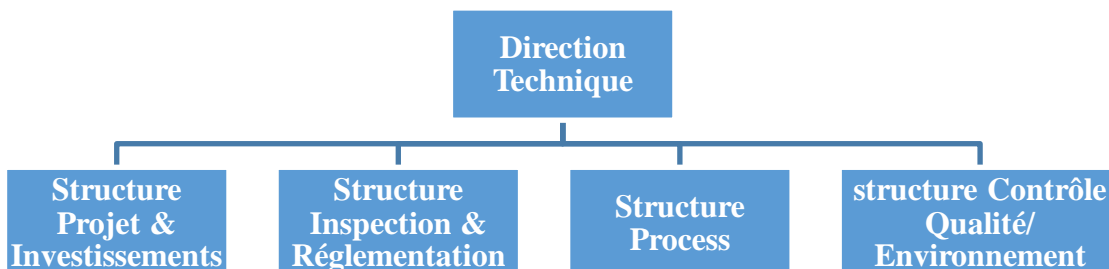 Direction
Technique
Structure
Projet &
Investissements
Structure
Inspection &
Réglementation
Structure
Process
structure Contrôle
Qualité/
Environnement